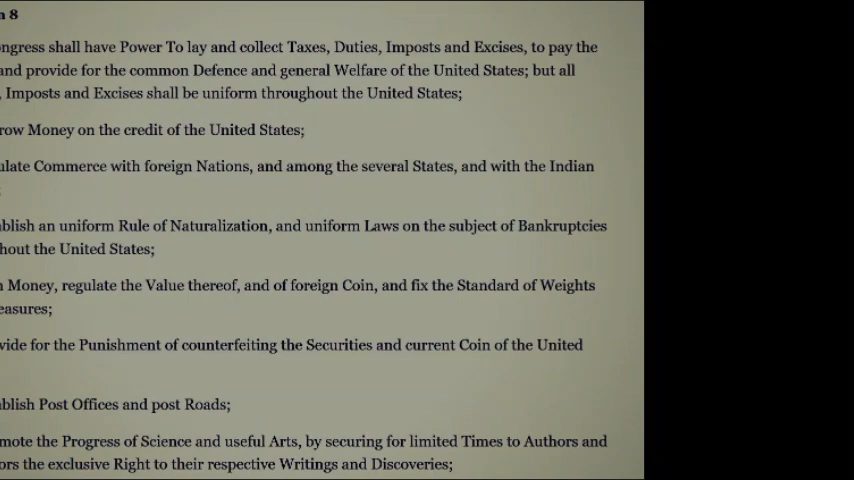 n 8
ongress shall have Power To lay and collect Taxes, Duties, Imposts and Excises, to pay the
and provide for the common Defence and general Welfare of the United States; but all
, Imposts and Excises shall be uniform throughout the United States;
row Money on the credit of the United States;
ulate Commerce with foreign Nations, and among the several States, and with the Indian
;
ablish an uniform Rule of Naturalization, and uniform Laws on the subject of Bankruptcies
hout the United States;
n Money, regulate the Value thereof, and of foreign Coin, and fix the Standard of Weights
easures;
vide for the Punishment of counterfeiting the Securities and current Coin of the United
ablish Post Offices and post Roads;
mote the Progress of Science and useful Arts, by securing for limited Times to Authors and
ors the exclusive Right to their respective Writings and Discoveries;